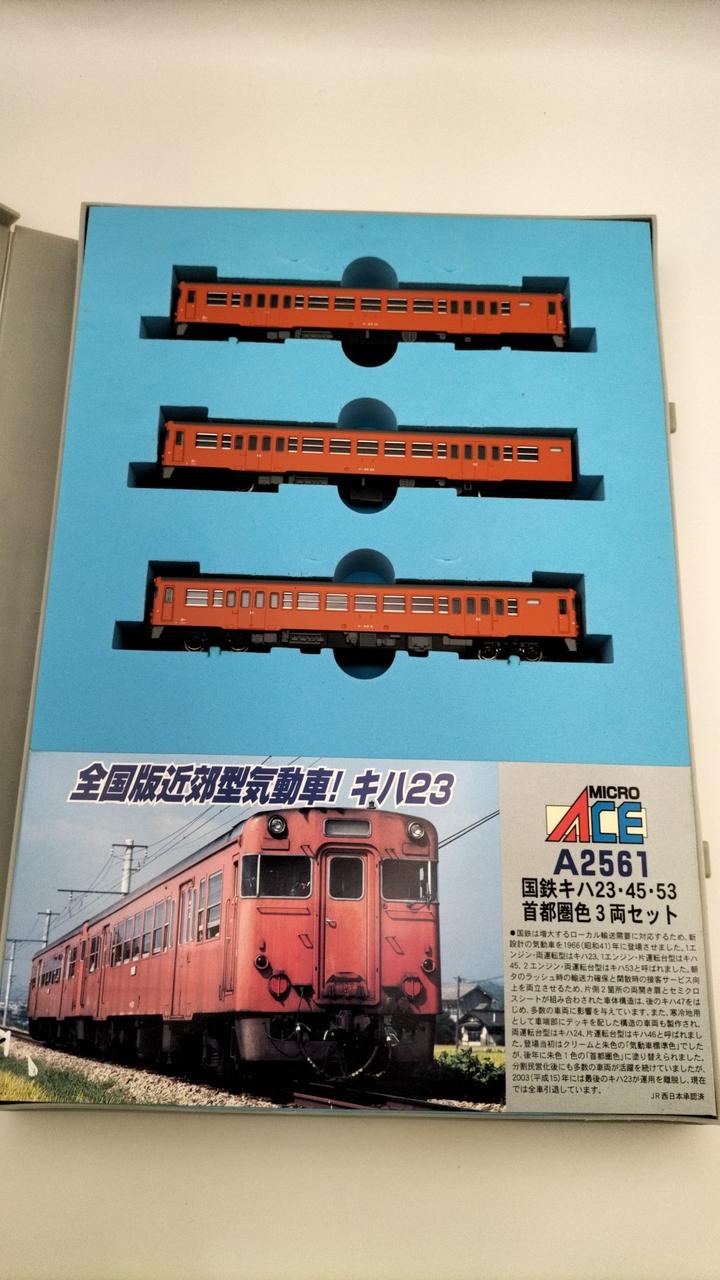 全国版近郊型気動車! キハ23
MICRO
ACE
A2561
国鉄キハ23・45・53
首都圏色3両セット
●国鉄は増大するローカル輸送需要に対応するため、新
設計の気動車を1966(昭和41)年に登場させました。1エ
ンジン・両運転型はキハ23、1エンジン・片運転台型はキハ
45、2エンジン・両運転台型はキハ53と呼ばれました。朝
夕のラッシュ時の輸送力確保と閑散時の接客サービス向
上を両立させるため、片側2箇所の両開き扉とセミクロ
スシートが組み合わされた車体構造は、後のキハ47をは
じめ、多数の車両に影響を与えています。また、寒冷地用
として車端部にデッキを配した構造の車両も製作され、
両運転台型はキハ24、片運転台型はキハ46と呼ばれまし
た。登場当初はクリームと朱色の「気動車標準色」でした
が、後年に朱色1色の「首都圏色」に塗り替えられました。
分割民営化後にも多数の車両が活躍を続けていましたが、
2003(平成15)年には最後のキハ23が運用を離脱し、現在
では全車引退しています。
JR西日本承認済